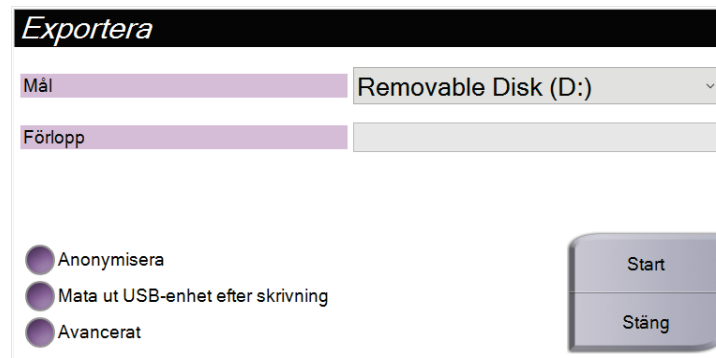 Exportera
Mål
Removable Disk (D:)
Förlopp
Anonymisera
Mata ut USB-enhet efter skrivning
Avancerat
Start
Stäng